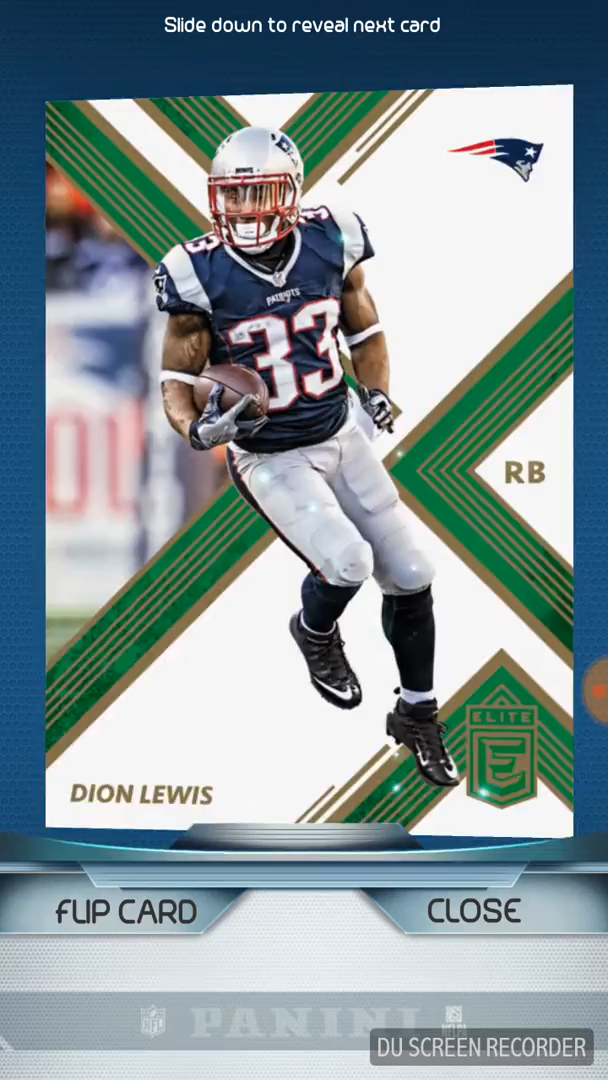 Slide down to reveal next card
PATRIOTS
33
RB
ELITE
E
DION LEWIS
FLIP CARD
CLOSE
NFL
PANINI
DU SCREEN RECORDER